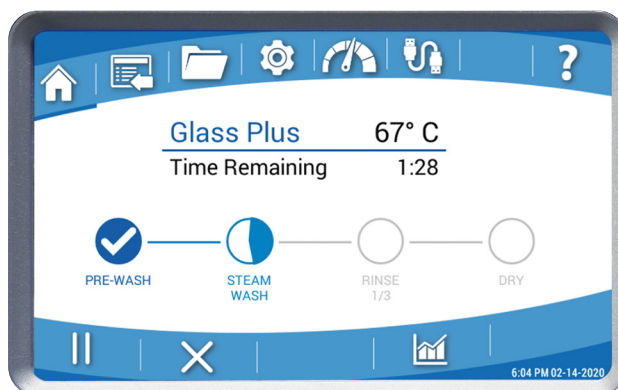 Glass Plus 67° C
Time Remaining 1:28
PRE-WASH
STEAM
WASH
RINSE
1/3
DRY
6:04 PM 02-14-2020